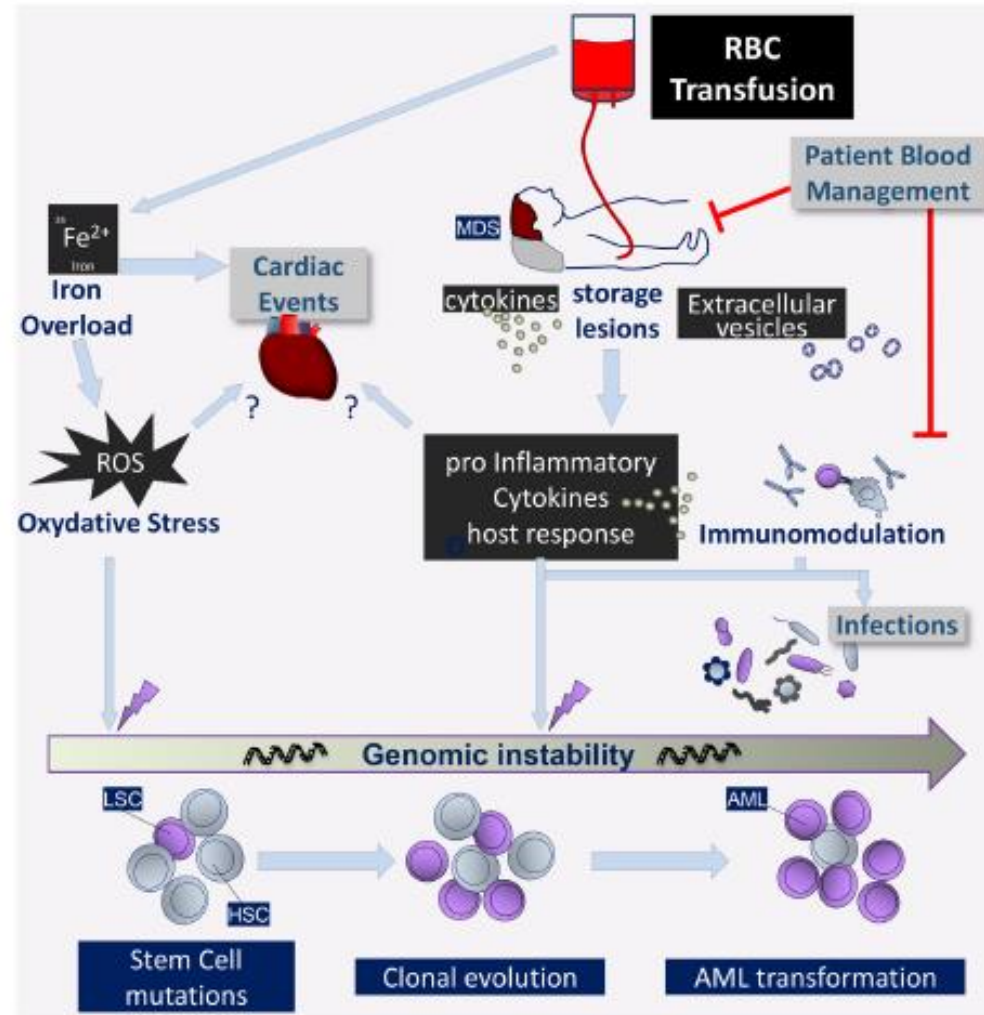 RBC
Transfusion
Patient Blood
Management
MDS
Fe2+
Iron
Iron
Overload
Cardiac
Events
cytokines
storage
lesions
Extracellular
vesicles
?
?
ROS
Oxydative Stress
pro Inflammatory
Cytokines
host response
Immunomodulation
Infections
Genomic instability
LSC
HSC
AML
Stem Cell
mutations
Clonal evolution
AML transformation